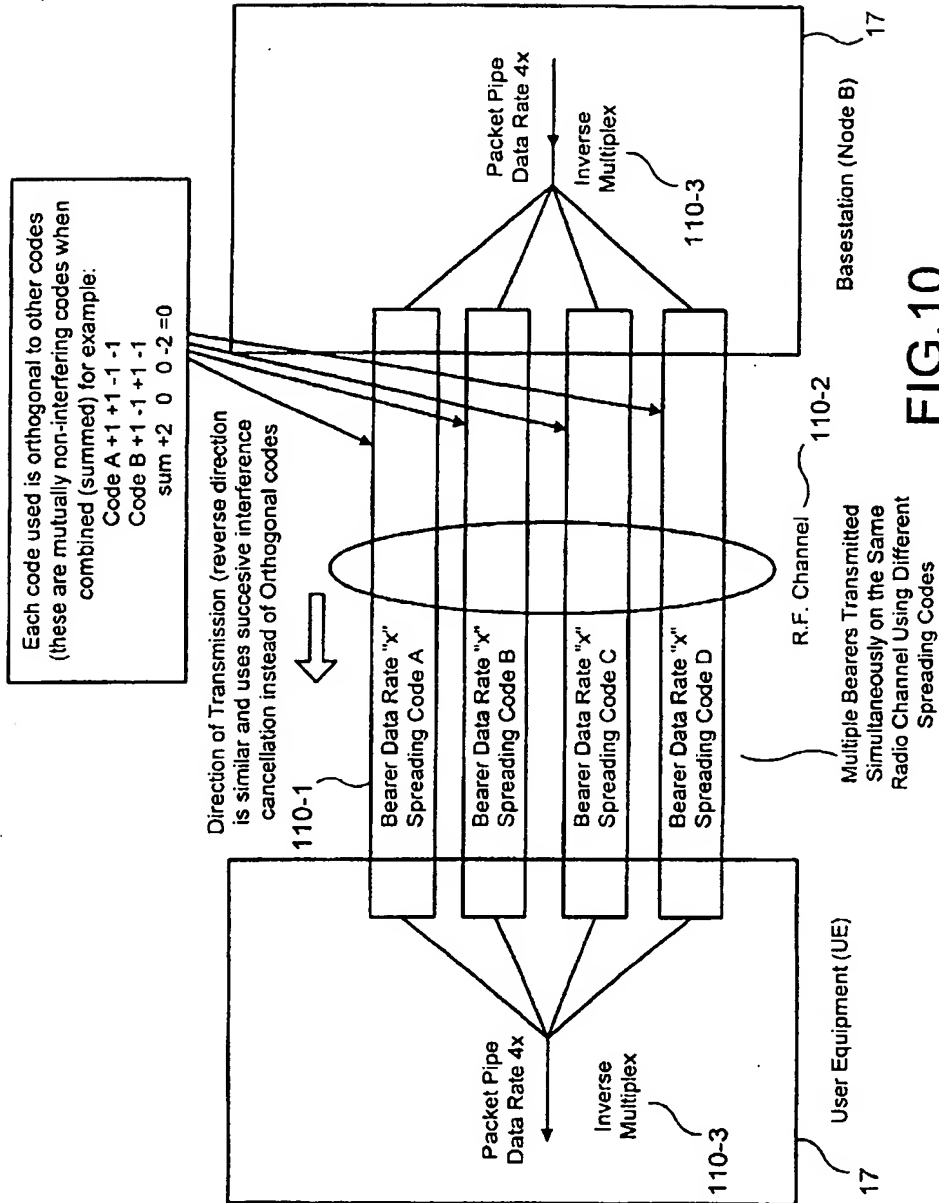 Each code used is orthogonal to other codes
(these are mutually non-interfering codes when
combined (summed) for example:
Code A +1 +1 -1 -1
Code B +1 -1 +1 -1
sum +2 0 0 -2 =0
Direction of Transmission (reverse direction
is similar and uses succesive interference
cancellation instead of Orthogonal codes
110-1
Packet Pipe
Data Rate 4x
Inverse
Multiplex
110-3
User Equipment (UE)
17
Bearer Data Rate "x"
Spreading Code A
Bearer Data Rate "x"
Spreading Code B
Bearer Data Rate "x"
Spreading Code C
Bearer Data Rate "x"
Spreading Code D
R.F. Channel
110-2
Multiple Bearers Transmitted
Simultaneously on the Same
Radio Channel Using Different
Spreading Codes
Packet Pipe
Data Rate 4x
Inverse
Multiplex
110-3
Basestation (Node B)
17
FIG.10